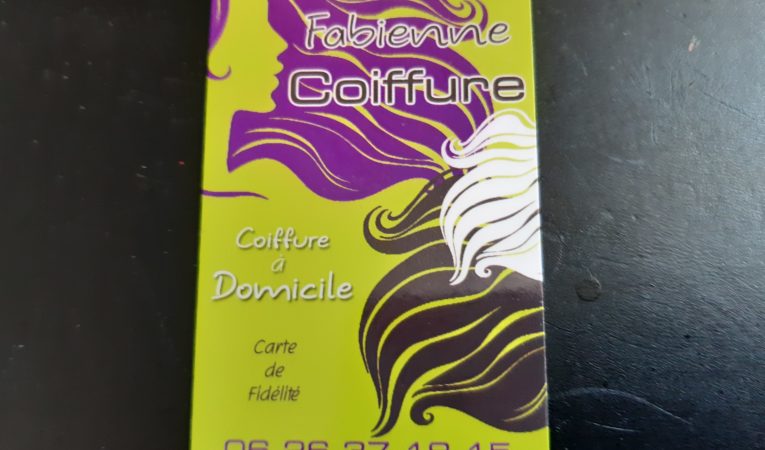 Fabienne
Coiffure
Coiffure
à
Domicile
Carte
de
Fidélité